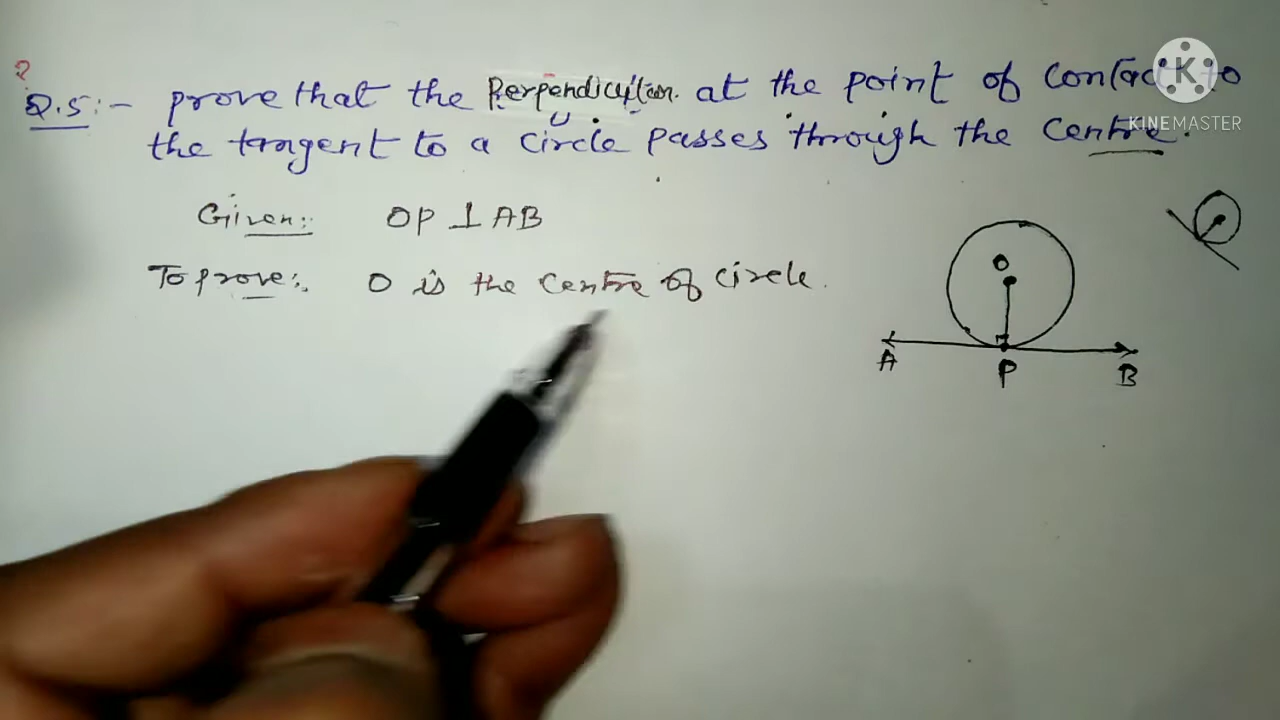 ?
Q.5:- prove that the Perpendicular at the point of contact to
KINEMASTER
the tangent to a circle passes through the centre.
Given:: OP ⊥ AB
To prove:. O is the centre of circle.
O
A
P
B